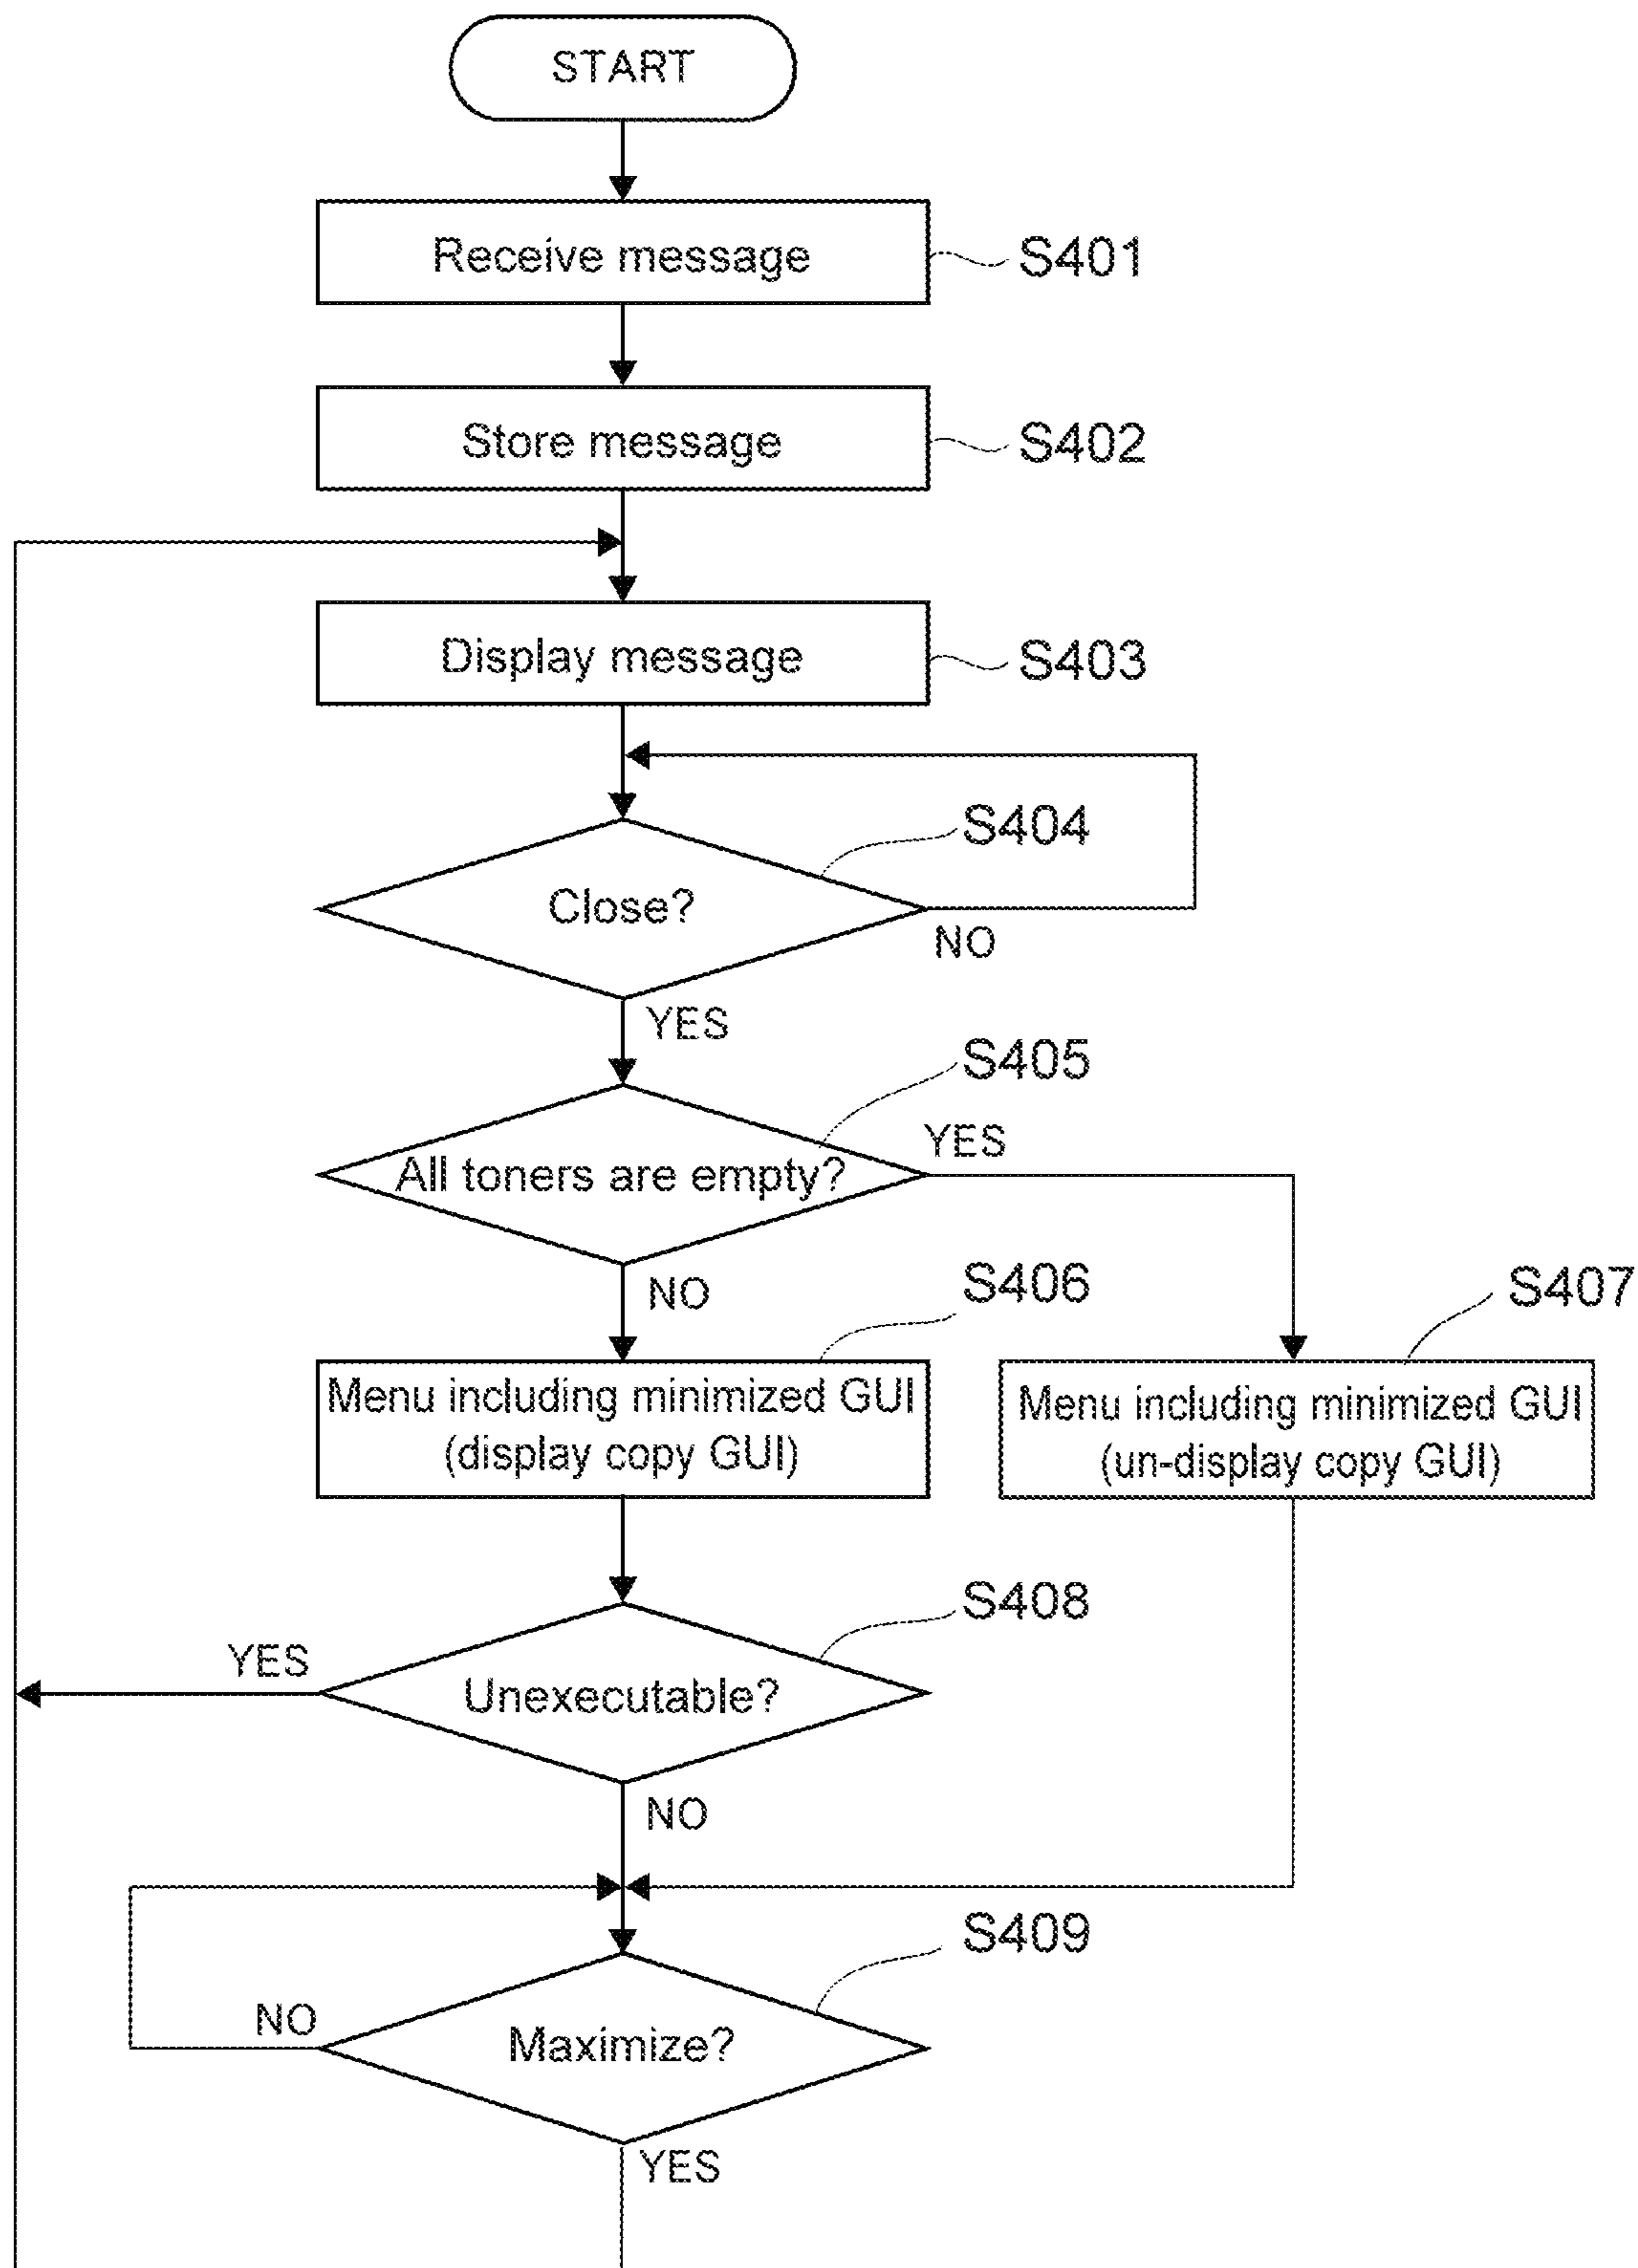 START
Receive message
S401
Store message
S402
Display message
S403
S404
Close?
NO
YES
S405
YES
All toners are empty?
NO
S406
S407
Menu including minimized GUI
(display copy GUI)
Menu including minimized GUI
(un-display copy GUI)
S408
YES
Unexecutable?
NO
S409
NO
Maximize?
YES